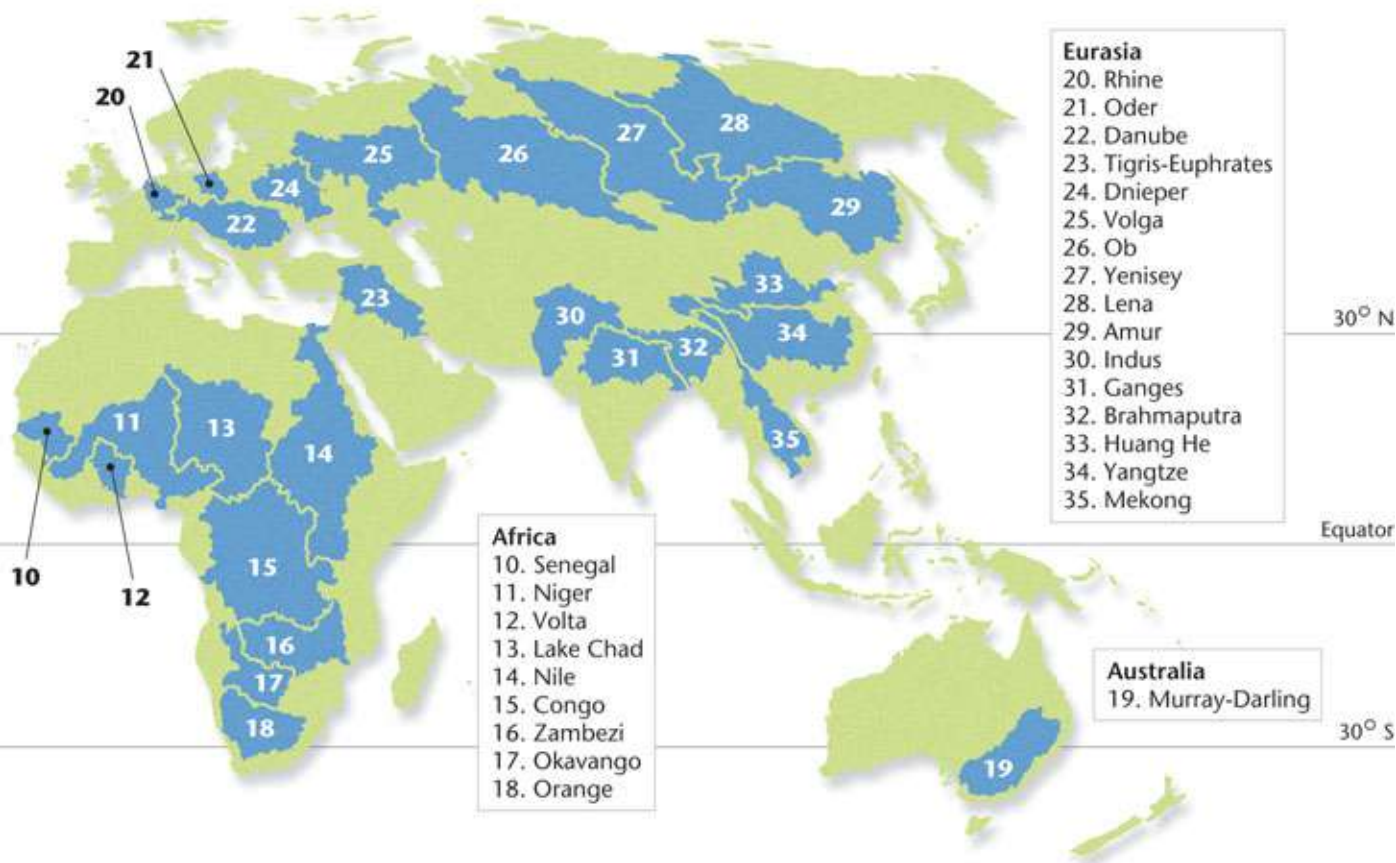 21
20
28
27
25
26
24
29
22
33
23
30
34
32
31
11
13
14
35
10
12
15
16
17
18
19
Eurasia
20. Rhine
21. Oder
22. Danube
23. Tigris-Euphrates
24. Dnieper
25. Volga
26. Ob
27. Yenisey
28. Lena
29. Amur
30. Indus
31. Ganges
32. Brahmaputra
33. Huang He
34. Yangtze
35. Mekong
30° N
Equator
Africa
10. Senegal
11. Niger
12. Volta
13. Lake Chad
14. Nile
15. Congo
16. Zambezi
17. Okavango
18. Orange
Australia
19. Murray-Darling
30° S